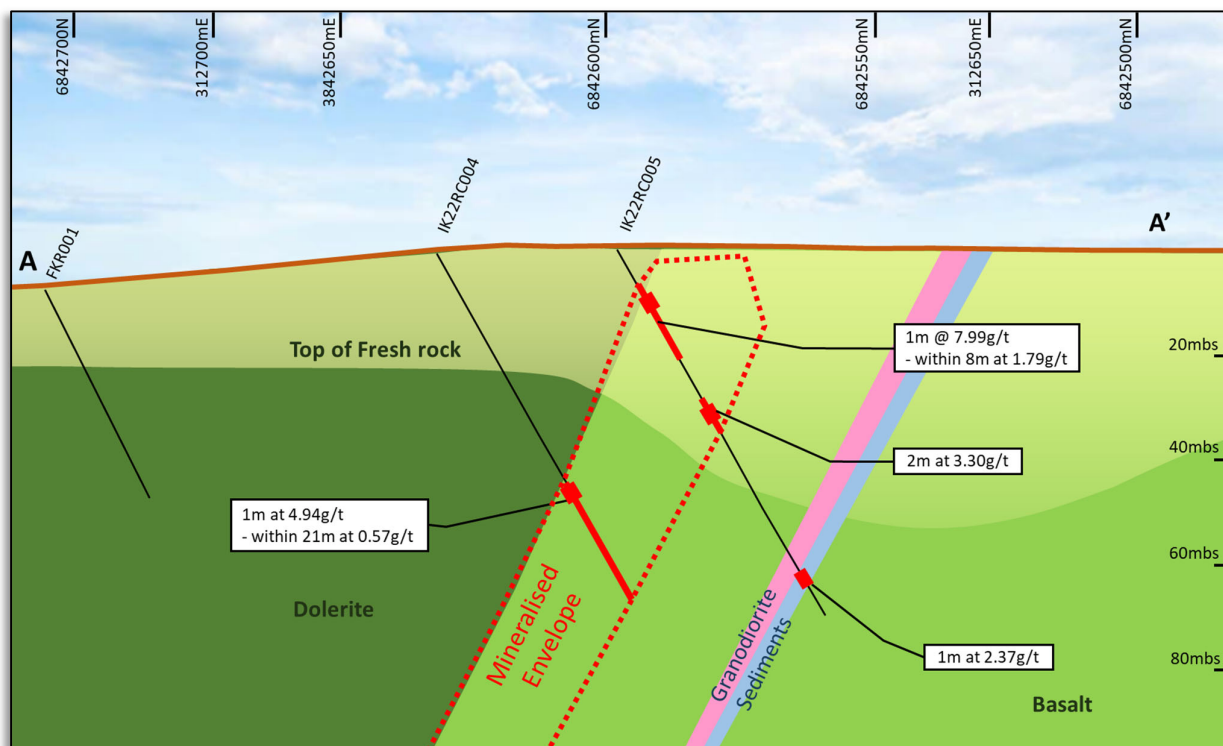 6842700N
312700mE
3842650mE
6842600mN
6842550mN
312650mE
6842500mN
A
FKR001
IK22RC004
IK22RC005
A’
Top of Fresh rock
1m @ 7.99g/t
- within 8m at 1.79g/t
20mbs
2m at 3.30g/t
40mbs
1m at 4.94g/t
- within 21m at 0.57g/t
60mbs
Dolerite
Mineralised
Envelope
Granodiorite
Sediments
1m at 2.37g/t
80mbs
Basalt